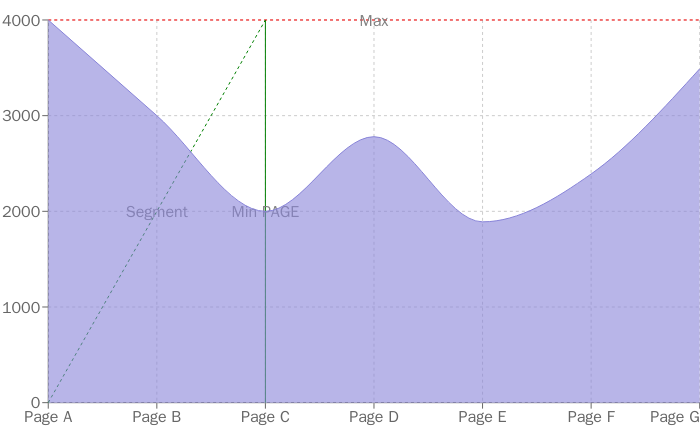 4000
Max
3000
2000
Segment
Min PAGE
1000
0
Page A Page B Page C Page D Page E Page F Page G